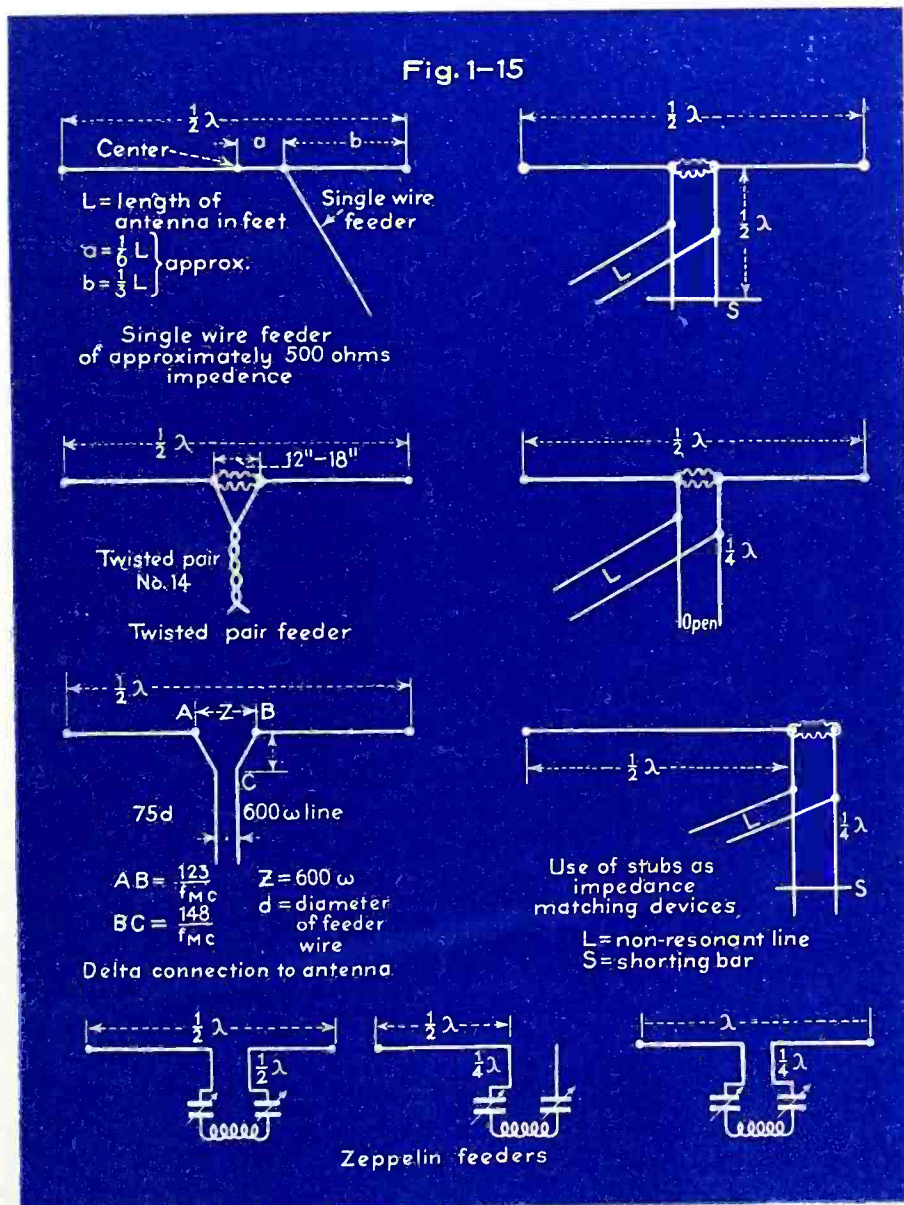 Fig. 1-15
½ λ
Center
a
b
L = length of
antenna in feet
a = 1/6 L
b = 1/3 L
} approx.
Single wire
feeder
Single wire feeder
of approximately 500 ohms
impedence
½ λ
½ λ
L
S
½ λ
12"-18"
Twisted pair
No. 14
Twisted pair feeder
½ λ
L
¼ λ
Open
½ λ
A Z B
C
75d
600 ω line
AB = 123/fMC
BC = 148/fMC
Z = 600 ω
d = diameter
of feeder
wire
Delta connection to antenna
½ λ
L
¼ λ
S
Use of stubs as
impedance
matching devices
L = non-resonant line
S = shorting bar
½ λ
½ λ
½ λ
¼ λ
λ
¼ λ
Zeppelin feeders